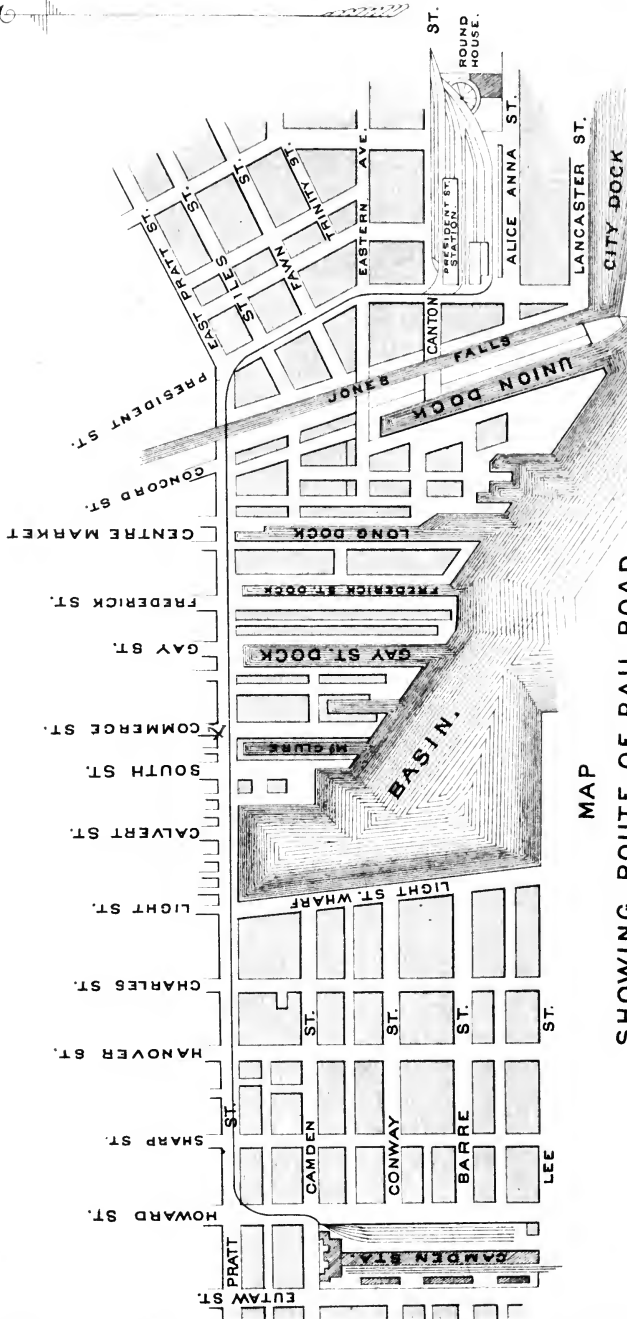 EUTAW ST.
HOWARD ST.
SHARP ST.
HANOVER ST.
CHARLES ST.
LIGHT ST.
CALVERT ST.
SOUTH ST.
COMMERCE ST.
GAY ST.
FREDERICK ST.
CENTRE MARKET
CONCORD ST.
PRESIDENT ST.
PRATT ST.
CAMDEN ST.
CONWAY ST.
BARRE ST.
LEE ST.
CAMDEN STA.
LIGHT ST. WHARF
BASIN.
McCLURE
GAY ST. DOCK
FREDERICK ST. DOCK
LONG DOCK
UNION DOCK
JONES FALLS
CITY DOCK
EAST PRATT ST.
STILES ST.
FAWN ST.
TRINITY ST.
EASTERN AVE.
CANTON ST.
PRESIDENT ST. STATION.
ROUND HOUSE.
ALICE ANNA ST.
LANCASTER ST.
MAP
SHOWING ROUTE OF RAIL ROAD